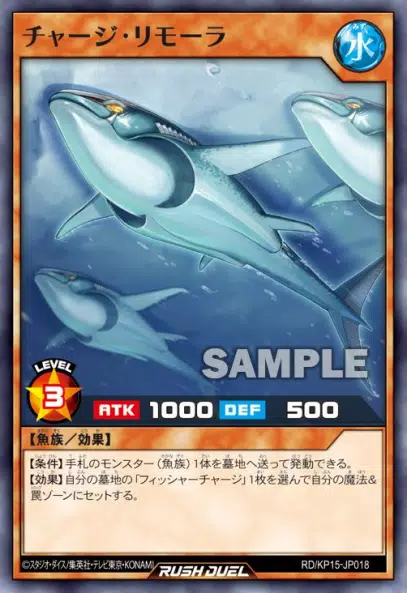 チャージ・リモーラ
みず
水
SAMPLE
LEVEL
3
ATK 1000 DEF 500
【魚族／効果】
【条件】手札のモンスター（魚族）1体を墓地へ送って発動できる。
【効果】自分の墓地の「フィッシャーチャージ」1枚を選んで自分の魔法&
罠ゾーンにセットする。
©スタジオ・ダイス/集英社・テレビ東京・KONAMI
RUSH DUEL
RD/KP15-JP018